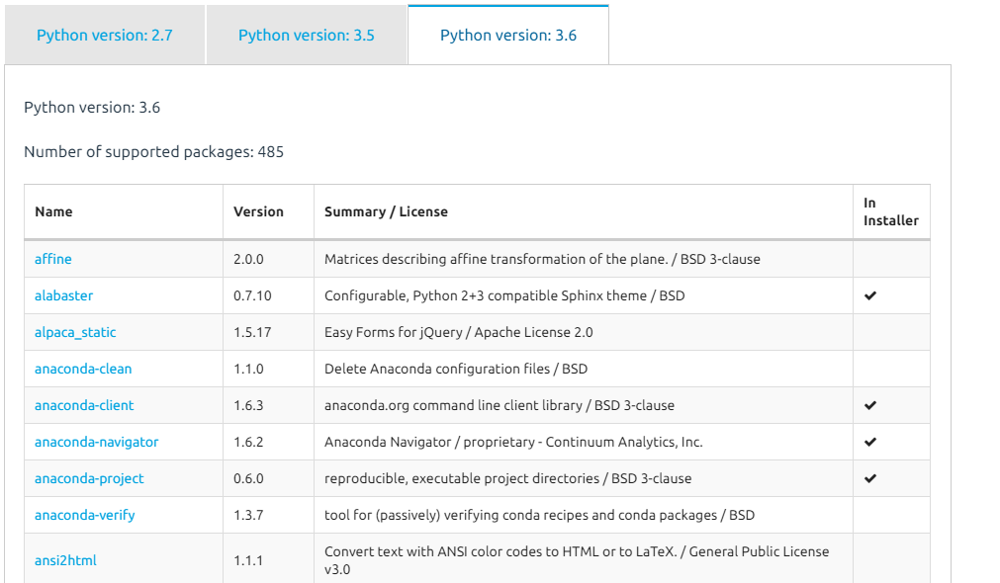 Python version: 2.7 Python version: 3.5 Python version: 3.6
Python version: 3.6
Number of supported packages: 485
Name Version Summary / License In Installer
affine 2.0.0 Matrices describing affine transformation of the plane. / BSD 3-clause
alabaster 0.7.10 Configurable, Python 2+3 compatible Sphinx theme / BSD ✔
alpaca_static 1.5.17 Easy Forms for jQuery / Apache License 2.0
anaconda-clean 1.1.0 Delete Anaconda configuration files / BSD
anaconda-client 1.6.3 anaconda.org command line client library / BSD 3-clause ✔
anaconda-navigator 1.6.2 Anaconda Navigator / proprietary - Continuum Analytics, Inc. ✔
anaconda-project 0.6.0 reproducible, executable project directories / BSD 3-clause ✔
anaconda-verify 1.3.7 tool for (passively) verifying conda recipes and conda packages / BSD
ansi2html 1.1.1 Convert text with ANSI color codes to HTML or to LaTeX. / General Public License
v3.0